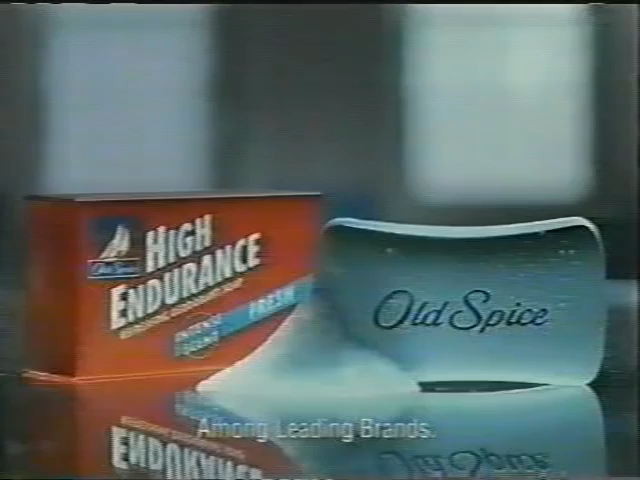 HIGH
ENDURANCE
FRESH
Old Spice
Old Spice
Among Leading Brands.